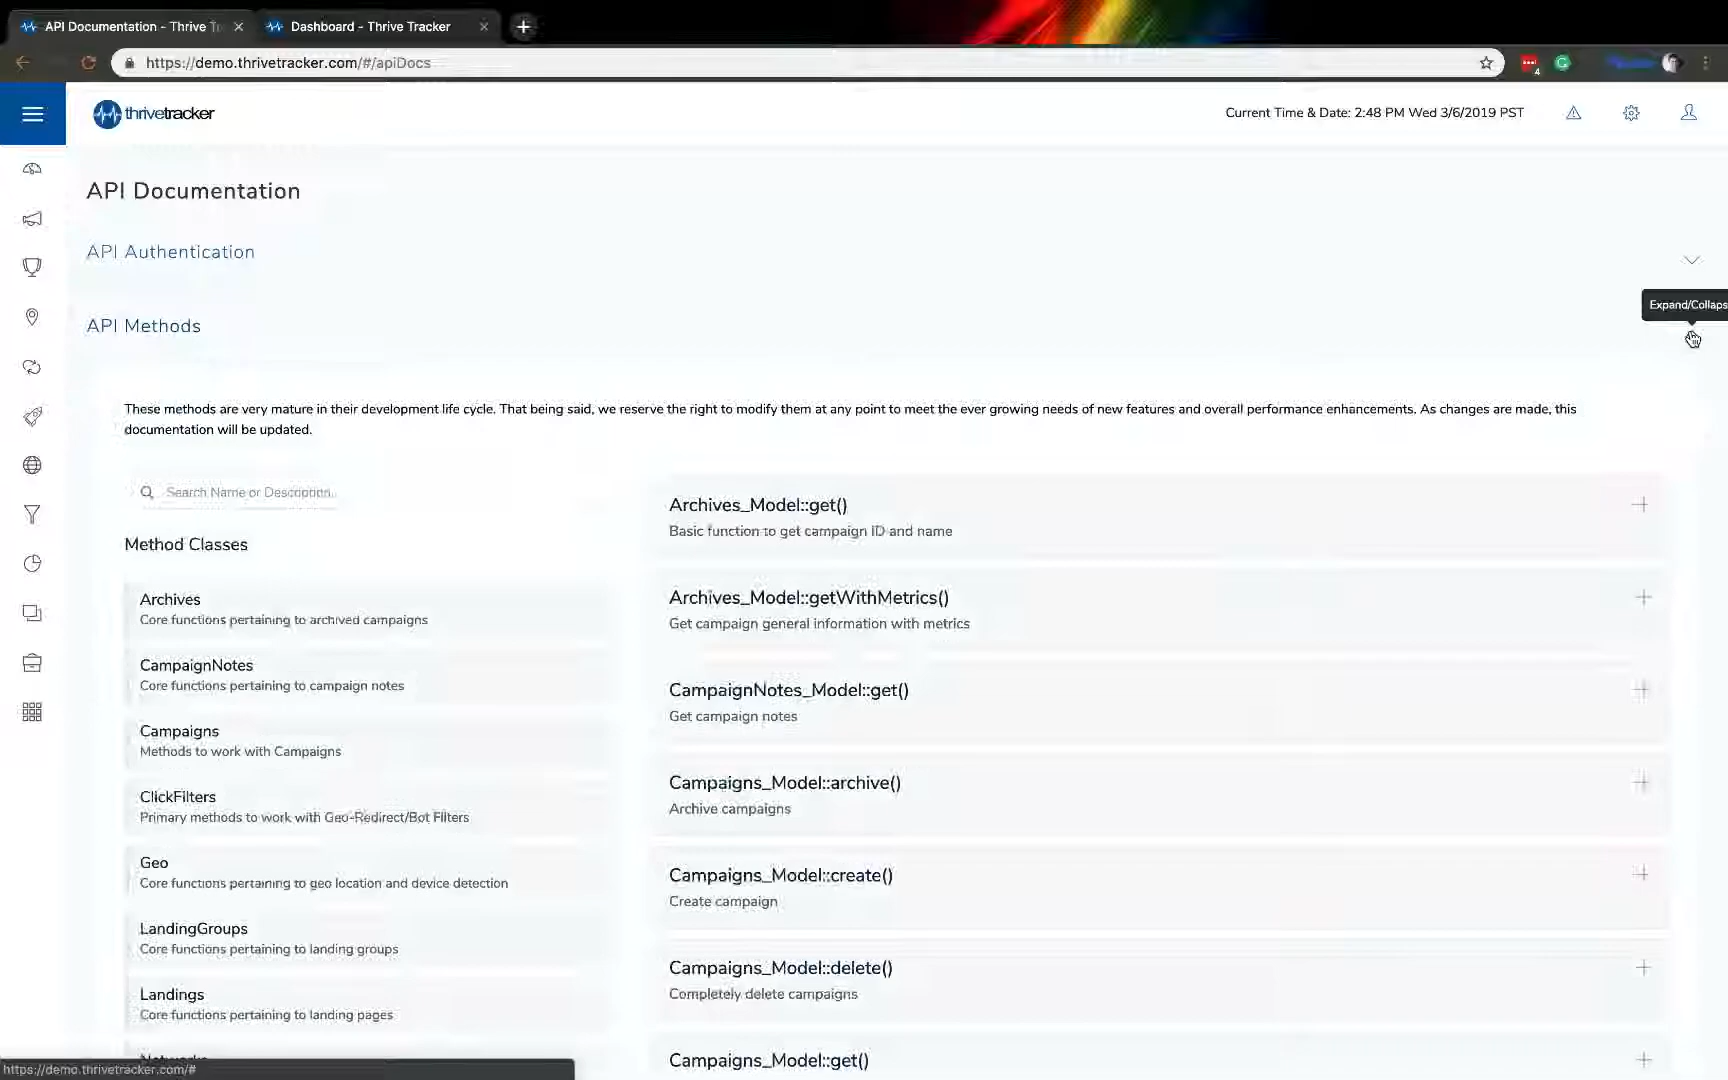 API Documentation - Thrive Tr
Dashboard - Thrive Tracker
https://demo.thrivetracker.com/#/apiDocs
4
thrivetracker
Current Time & Date: 2:48 PM Wed 3/6/2019 PST
API Documentation
API Authentication
Expand/Collaps
API Methods
These methods are very mature in their development life cycle. That being said, we reserve the right to modify them at any point to meet the ever growing needs of new features and overall performance enhancements. As changes are made, this
documentation will be updated.
Search Name or Description..
Method Classes
Archives
Core functions pertaining to archived campaigns
CampaignNotes
Core functions pertaining to campaign notes
Campaigns
Methods to work with Campaigns
ClickFilters
Primary methods to work with Geo-Redirect/Bot Filters
Geo
Core functions pertaining to geo location and device detection
LandingGroups
Core functions pertaining to landing groups
Landings
Core functions pertaining to landing pages
Networks
Archives_Model::get()
Basic function to get campaign ID and name
Archives_Model::getWithMetrics()
Get campaign general information with metrics
CampaignNotes_Model::get()
Get campaign notes
Campaigns_Model::archive()
Archive campaigns
Campaigns_Model::create()
Create campaign
Campaigns_Model::delete()
Completely delete campaigns
Campaigns_Model::get()
https://demo.thrivetracker.com/#